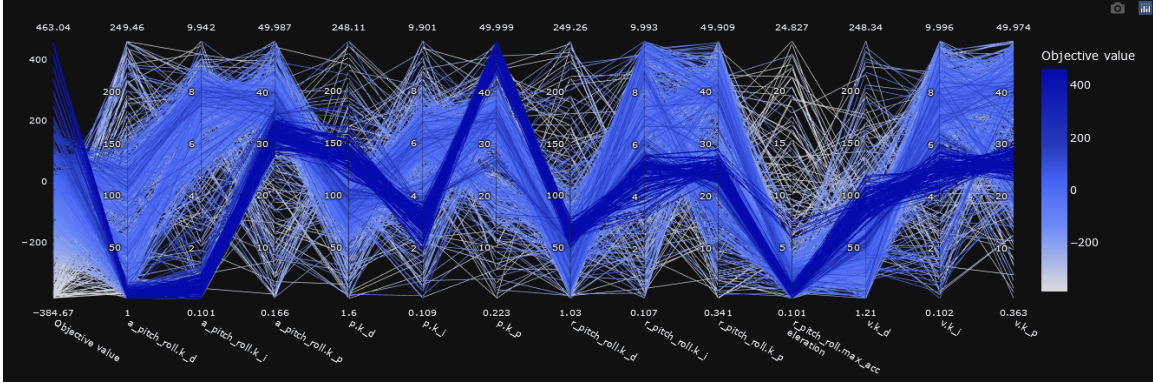 463.04 249.46 9.942 49.987 248.11 9.901 49.999 249.26 9.993 49.909 24.827 248.34 9.996 49.974
Objective value
400
200
0
−200
200 8 40 200 8 40 200 8 40 20 200 8 40
150 6 30 150 6 30 150 6 30 15 150 6 30
100 4 20 100 4 20 100 4 20 10 100 4 20
50 2 10 50 2 10 50 2 10 5 50 2 10
400
200
0
−200
−384.67 1 0.101 0.166 1.6 0.109 0.223 1.03 0.107 0.341 0.101 1.21 0.102 0.363
Objective value
a_pitch_roll.k_d
a_pitch_roll.k_i
a_pitch_roll.k_p
p.k_d
p.k_i
p.k_p
r_pitch_roll.k_d
r_pitch_roll.k_i
r_pitch_roll.k_p
r_pitch_roll.max_acc
eleration
v.k_d
v.k_i
v.k_p